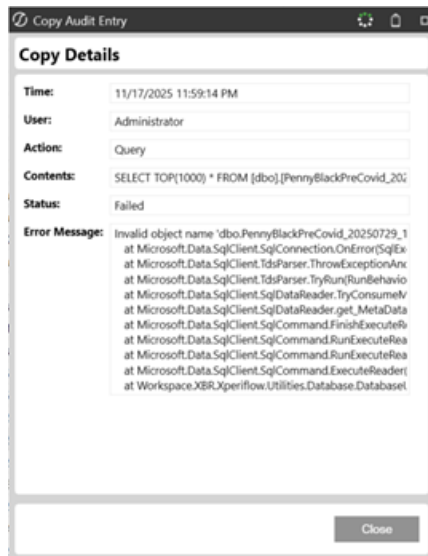 Copy Audit Entry
Copy Details
Time: 11/17/2025 11:59:14 PM
User: Administrator
Action: Query
Contents: SELECT TOP(1000) * FROM [dbo].[PennyBlackPreCovid_202
Status: Failed
Error Message: Invalid object name 'dbo.PennyBlackPreCovid_20250729_1
at Microsoft.Data.SqlClient.SqlConnection.OnError(SqlEx
at Microsoft.Data.SqlClient.TdsParser.ThrowExceptionAnd
at Microsoft.Data.SqlClient.TdsParser.TryRun(RunBehavio
at Microsoft.Data.SqlClient.SqlDataReader.TryConsumeM
at Microsoft.Data.SqlClient.SqlDataReader.get_MetaData
at Microsoft.Data.SqlClient.SqlCommand.FinishExecuteRe
at Microsoft.Data.SqlClient.SqlCommand.RunExecuteRea
at Microsoft.Data.SqlClient.SqlCommand.RunExecuteRea
at Microsoft.Data.SqlClient.SqlCommand.ExecuteReader(
at Workspace.XBR.Xperiflow.Utilities.Database.DatabaseU
Close